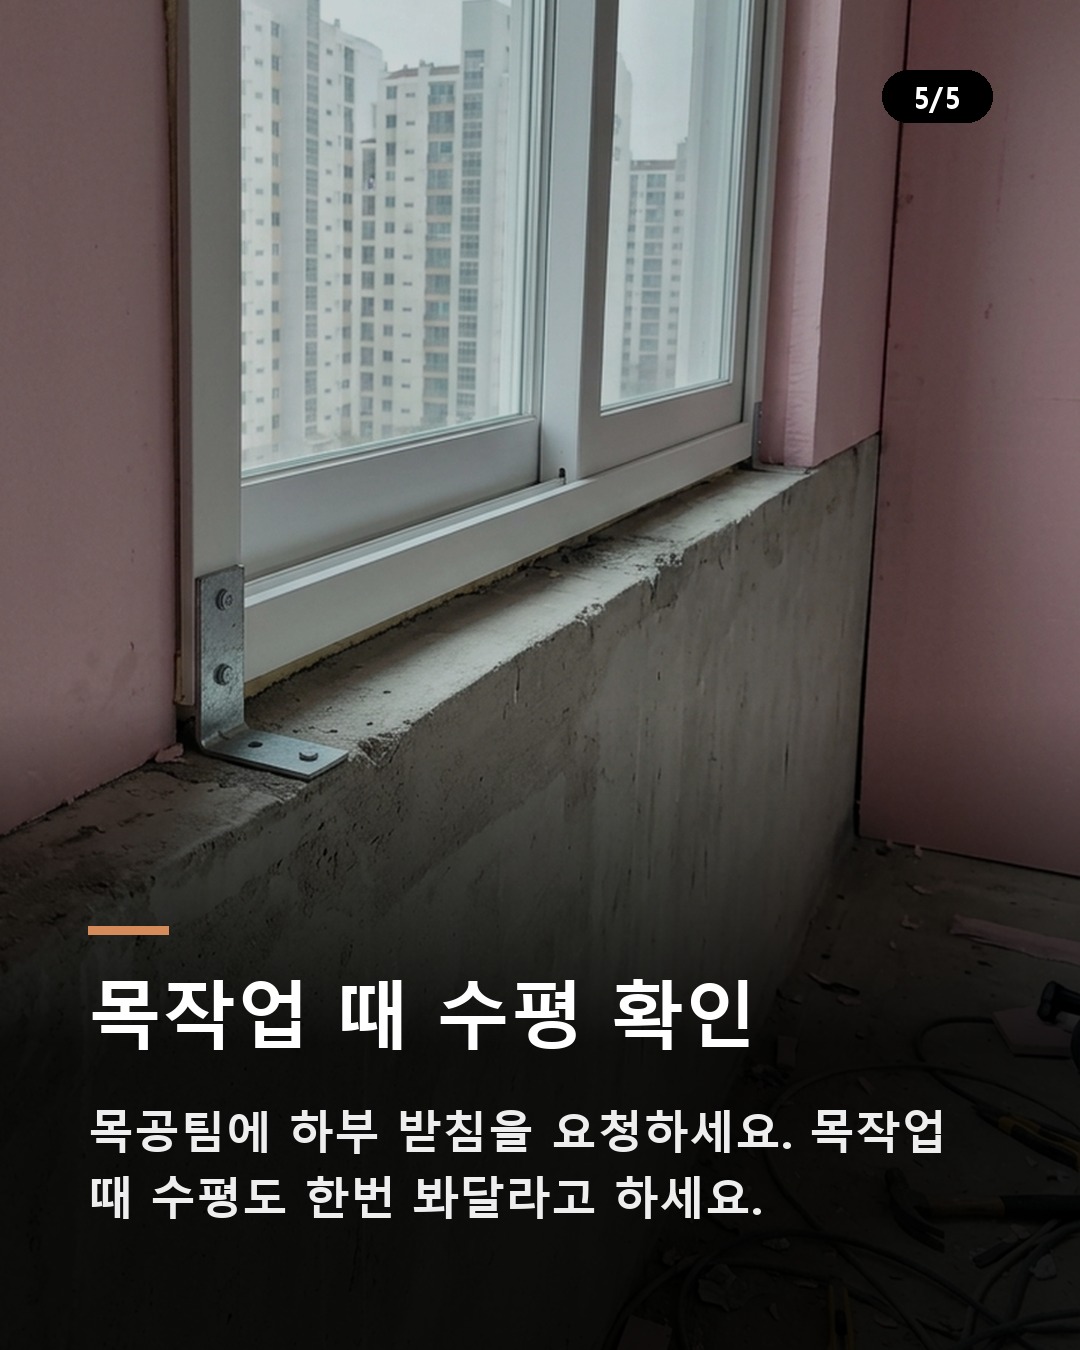 5/5
목작업 때 수평 확인
목공팀에 하부 받침을 요청하세요. 목작업
때 수평도 한번 봐달라고 하세요.